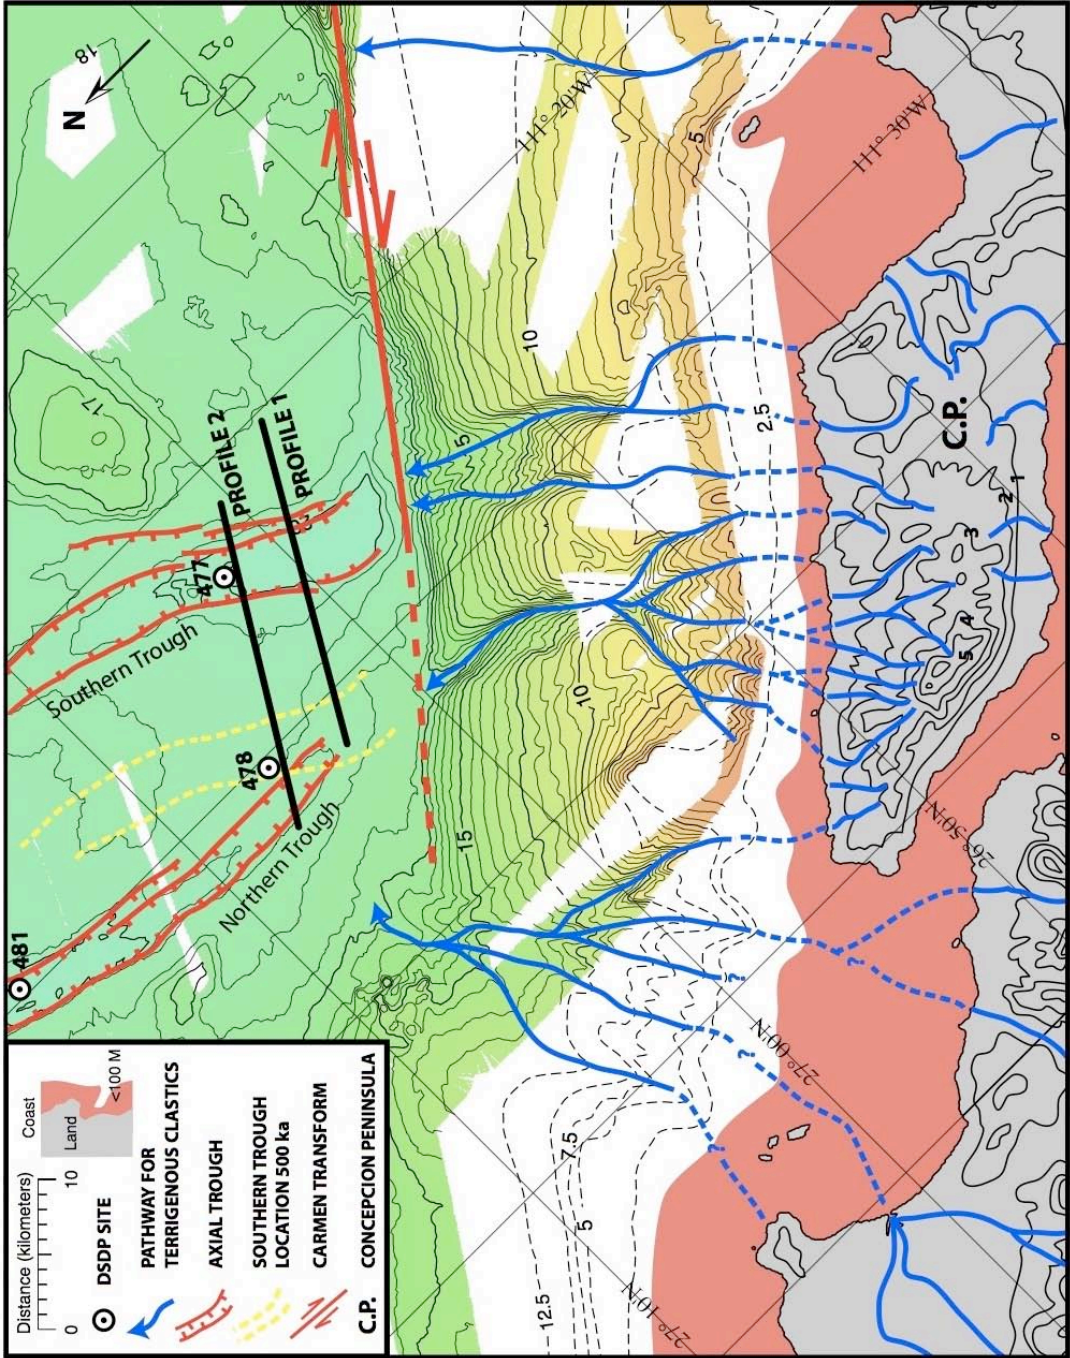 18
N
111° 20'W
5
111° 30'W
17
10
PROFILE 2
PROFILE 1
5
2.5
C.P.
20
477
1
2
3
4
5
Southern Trough
10
478
15
26° 50'N
Northern Trough
481
27° 00'N
?
?
?
?
7.5
5
12.5
27° 10'N
Distance (kilometers)
0
10
Coast
Land
<100 M
DSDP SITE
PATHWAY FOR
TERRIGENOUS CLASTICS
AXIAL TROUGH
SOUTHERN TROUGH
LOCATION 500 ka
CARMEN TRANSFORM
C.P. CONCEPCION PENINSULA